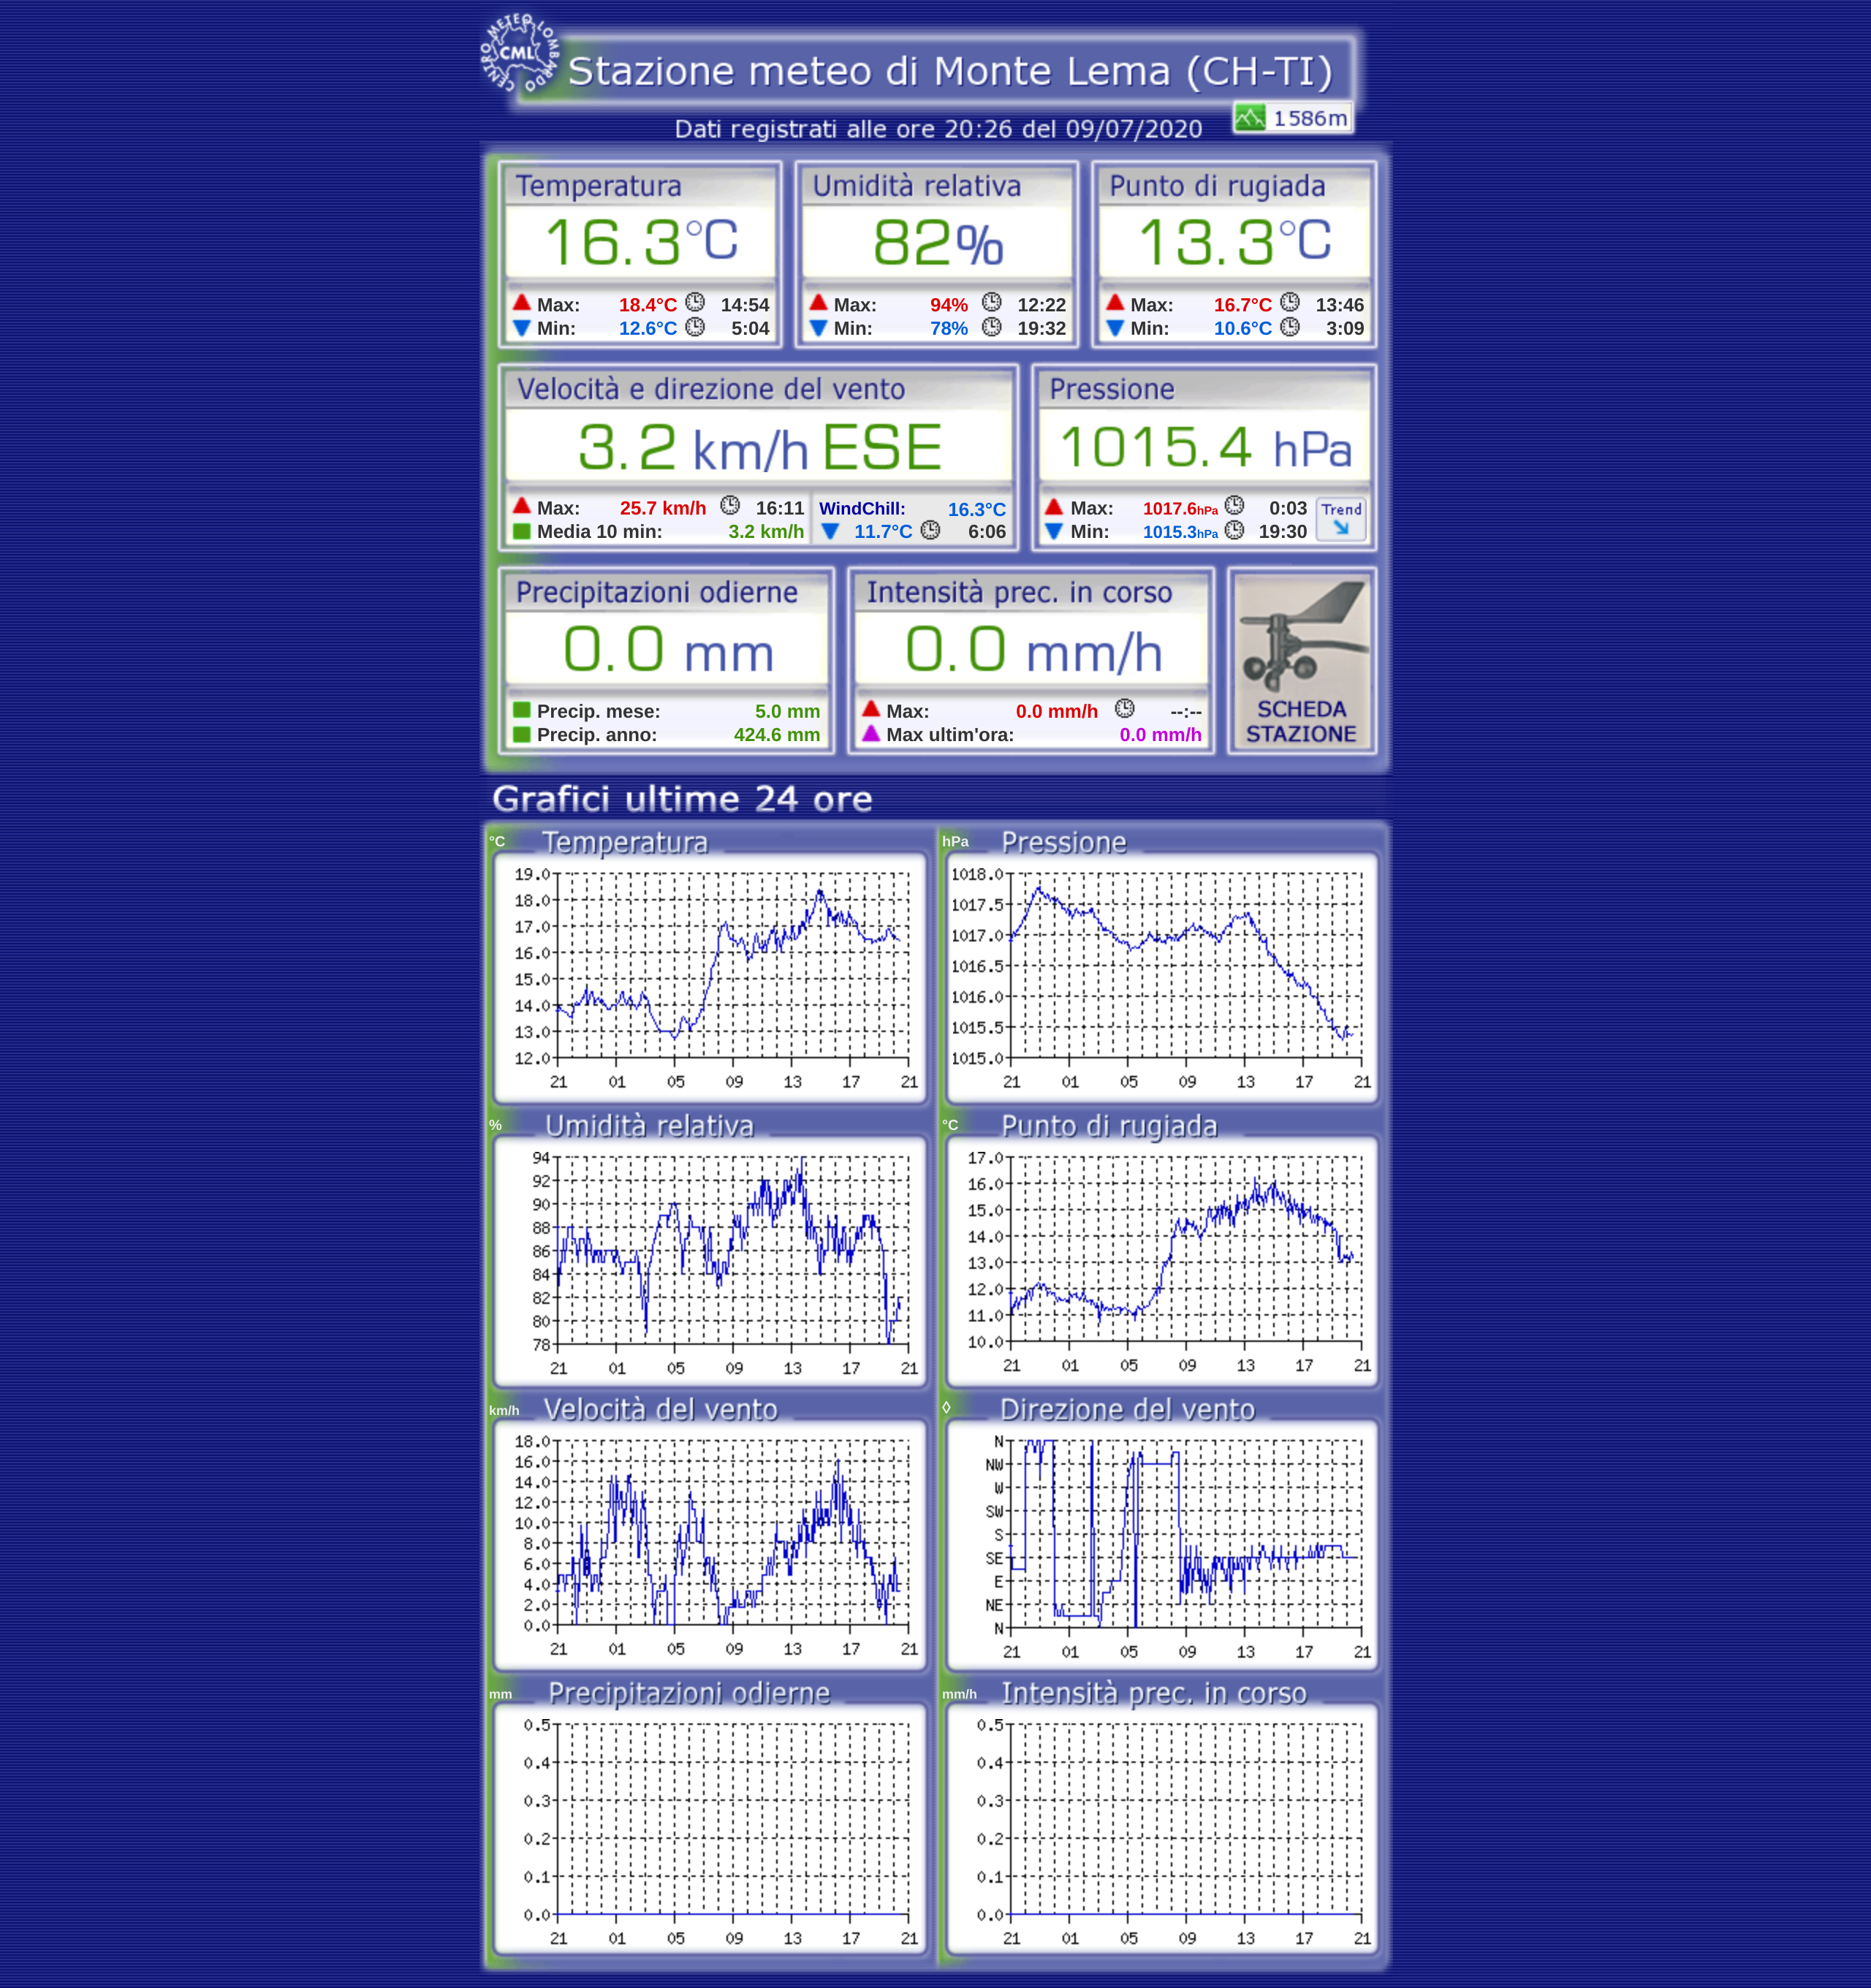 CENTRO METEO LOMBARDO
CML
Stazione meteo di Monte Lema (CH-TI)
1586m
Dati registrati alle ore 20:26 del 09/07/2020
Temperatura Umidità relativa Punto di rugiada
16.3°C 82% 13.3°C
Max: 18.4°C 14:54 Max: 94% 12:22 Max: 16.7°C 13:46
Min: 12.6°C 5:04 Min: 78% 19:32 Min: 10.6°C 3:09
Velocità e direzione del vento Pressione
3.2 km/h ESE 1015.4 hPa
Max: 25.7 km/h 16:11 WindChill: 16.3°C Max: 1017.6hPa 0:03 Trend
Media 10 min: 3.2 km/h 11.7°C 6:06 Min: 1015.3hPa 19:30
Precipitazioni odierne Intensità prec. in corso
0.0 mm 0.0 mm/h
Precip. mese: 5.0 mm Max: 0.0 mm/h --:-- SCHEDA
Precip. anno: 424.6 mm Max ultim'ora: 0.0 mm/h STAZIONE
Grafici ultime 24 ore
°C Temperatura
19.0
18.0
17.0
16.0
15.0
14.0
13.0
12.0
21 01 05 09 13 17 21
hPa Pressione
1018.0
1017.5
1017.0
1016.5
1016.0
1015.5
1015.0
21 01 05 09 13 17 21
% Umidità relativa
94
92
90
88
86
84
82
80
78
21 01 05 09 13 17 21
°C Punto di rugiada
17.0
16.0
15.0
14.0
13.0
12.0
11.0
10.0
21 01 05 09 13 17 21
km/h Velocità del vento
18.0
16.0
14.0
12.0
10.0
8.0
6.0
4.0
2.0
0.0
21 01 05 09 13 17 21
◊ Direzione del vento
N
NW
W
SW
S
SE
E
NE
N
21 01 05 09 13 17 21
mm Precipitazioni odierne
0.5
0.4
0.3
0.2
0.1
0.0
21 01 05 09 13 17 21
mm/h Intensità prec. in corso
0.5
0.4
0.3
0.2
0.1
0.0
21 01 05 09 13 17 21